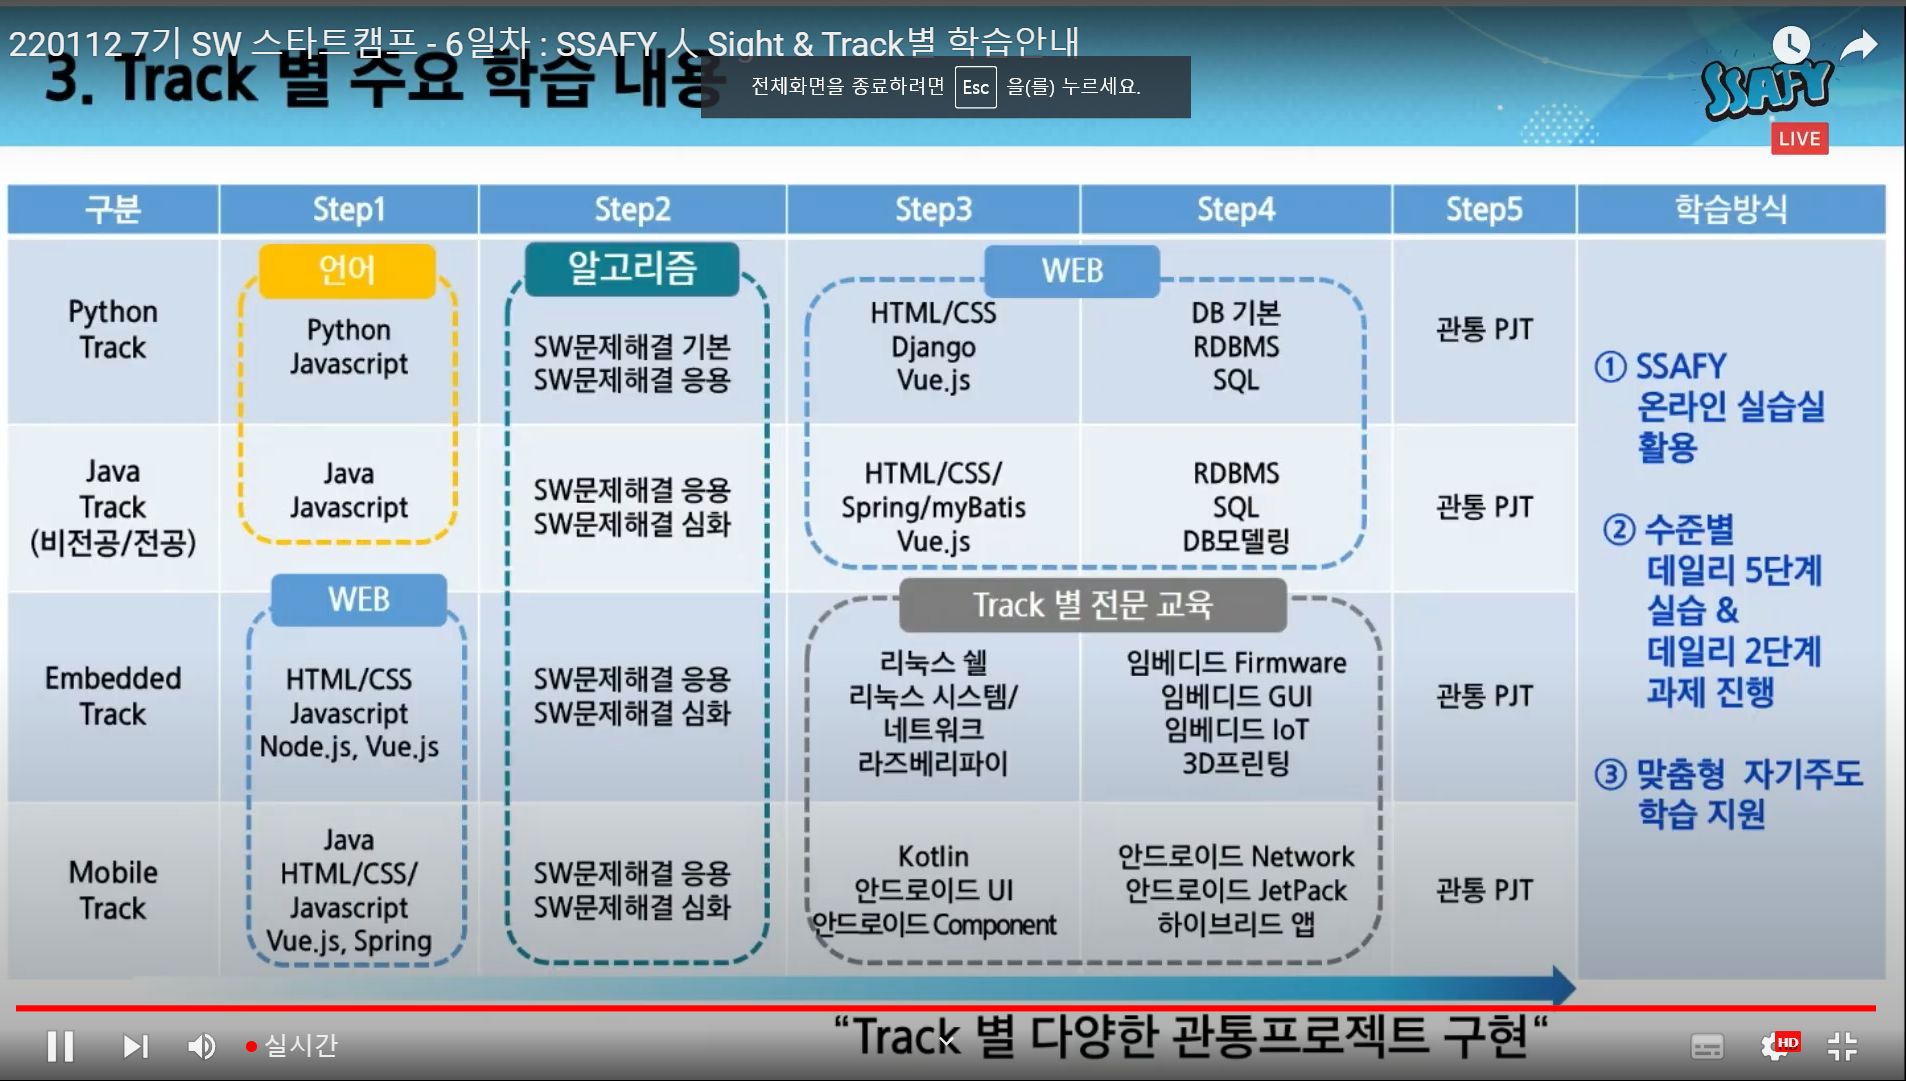 220112 7기 SW 스타트캠프 - 6일차 : SSAFY 人 Sight & Track별 학습안내
3. Track 별 주요 학습 내용
전체화면을 종료하려면 Esc 을(를) 누르세요.
SSAFY
LIVE
구분 Step1 Step2 Step3 Step4 Step5 학습방식
언어
알고리즘
WEB
Python
Track
Python
Javascript
SW문제해결 기본
SW문제해결 응용
HTML/CSS
Django
Vue.js
DB 기본
RDBMS
SQL
관통 PJT
Java
Track
(비전공/전공)
Java
Javascript
SW문제해결 응용
SW문제해결 심화
HTML/CSS/
Spring/myBatis
Vue.js
RDBMS
SQL
DB모델링
관통 PJT
WEB
Track 별 전문 교육
Embedded
Track
HTML/CSS
Javascript
Node.js, Vue.js
SW문제해결 응용
SW문제해결 심화
리눅스 쉘
리눅스 시스템/
네트워크
라즈베리파이
임베디드 Firmware
임베디드 GUI
임베디드 IoT
3D프린팅
관통 PJT
Mobile
Track
Java
HTML/CSS/
Javascript
Vue.js, Spring
SW문제해결 응용
SW문제해결 심화
Kotlin
안드로이드 UI
안드로이드 Component
안드로이드 Network
안드로이드 JetPack
하이브리드 앱
관통 PJT
① SSAFY
온라인 실습실
활용
② 수준별
데일리 5단계
실습 &
데일리 2단계
과제 진행
③ 맞춤형 자기주도
학습 지원
“Track 별 다양한 관통프로젝트 구현“
실시간
HD